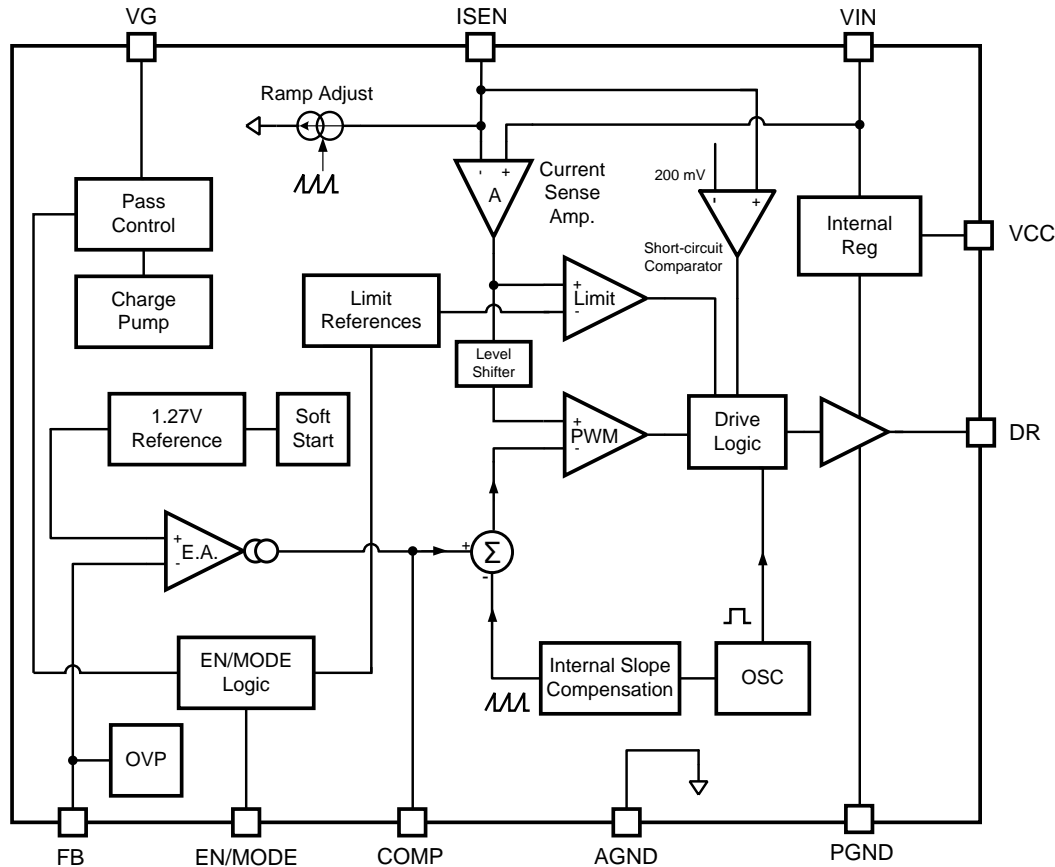 VG
ISEN
VIN
Ramp Adjust
- +
A
Current
Sense
Amp.
200 mV
- +
Pass
Control
Internal
Reg
VCC
Short-circuit
Comparator
Charge
Pump
Limit
References
+
Limit
-
Level
Shifter
1.27V
Reference
Soft
Start
+
PWM
-
Drive
Logic
DR
+
E.A.
-
+
Σ
-
EN/MODE
Logic
Internal Slope
Compensation
OSC
OVP
FB
EN/MODE
COMP
AGND
PGND